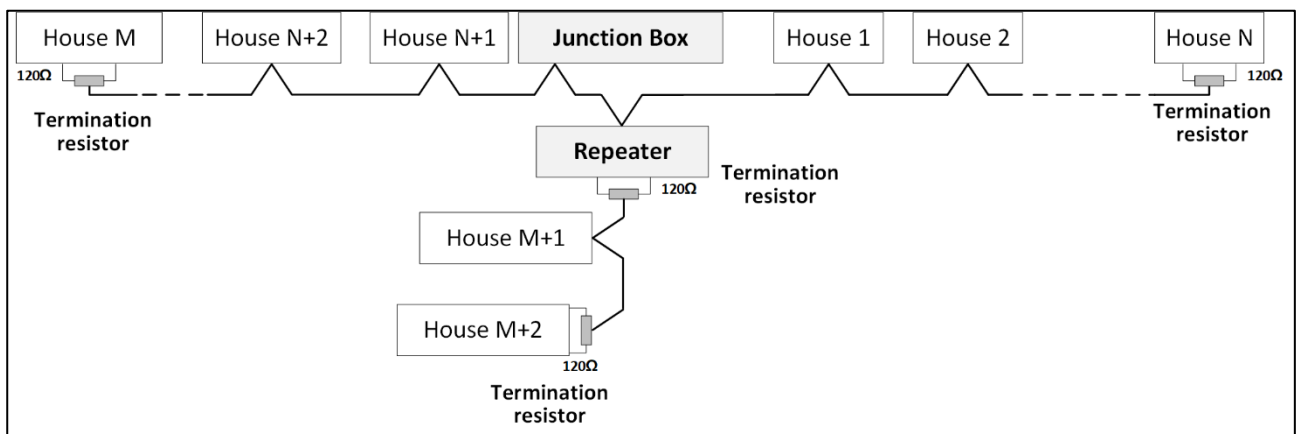 House M
House N+2
House N+1
Junction Box
House 1
House 2
House N
120Ω
120Ω
Termination
resistor
Termination
resistor
Repeater
120Ω
Termination
resistor
House M+1
House M+2
120Ω
Termination
resistor